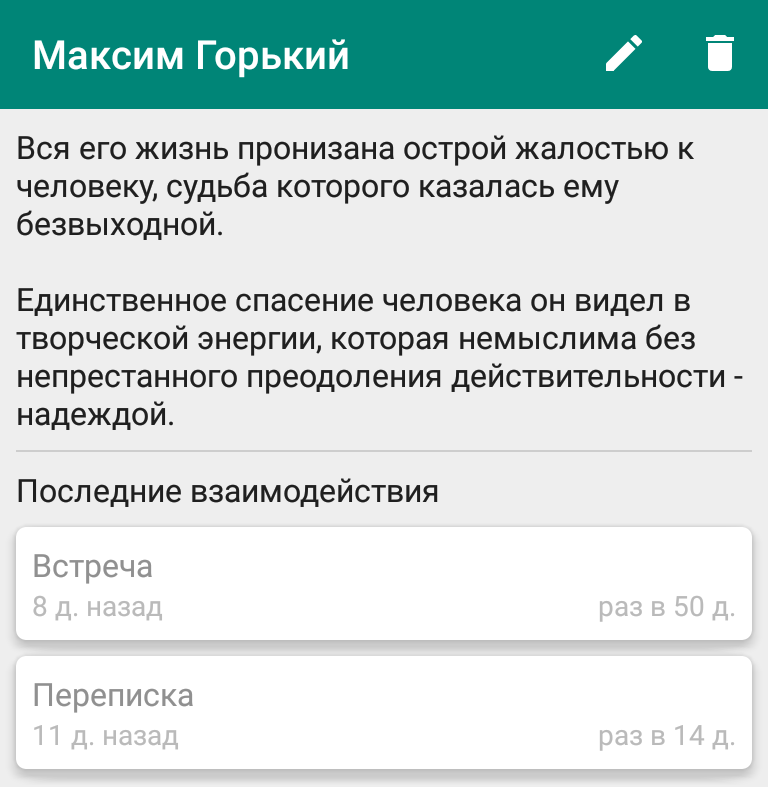 Максим Горький
Вся его жизнь пронизана острой жалостью к
человеку, судьба которого казалась ему
безвыходной.
Единственное спасение человека он видел в
творческой энергии, которая немыслима без
непрестанного преодоления действительности -
надеждой.
Последние взаимодействия
Встреча
8 д. назад раз в 50 д.
Переписка
11 д. назад раз в 14 д.